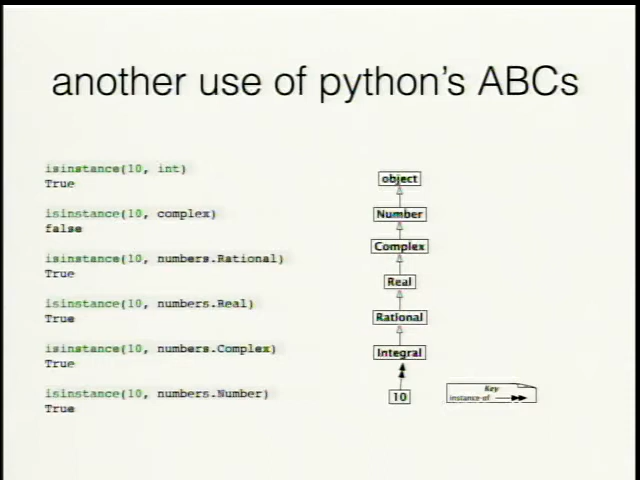 another use of python's ABCs
isinstance(10, int)
True
isinstance(10, complex)
false
isinstance(10, numbers.Rational)
True
isinstance(10, numbers.Real)
True
isinstance(10, numbers.Complex)
True
isinstance(10, numbers.Number)
True
object
Number
Complex
Real
Rational
Integral
10
Key
instance-of